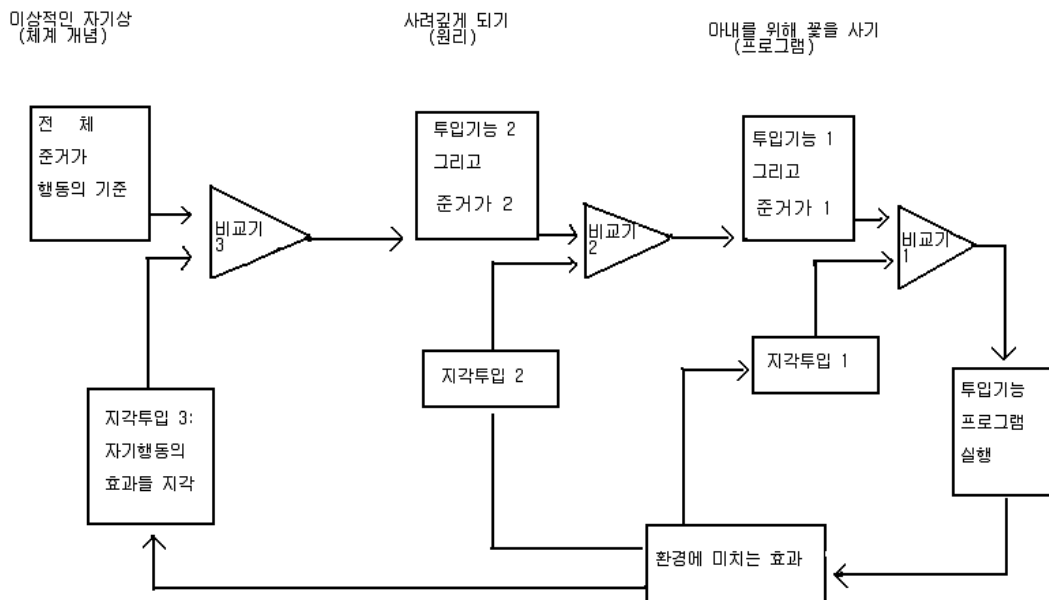 이상적인 자기상
(체계 개념)
사려깊게 되기
(원리)
아내를 위해 꽃을 사기
(프로그램)
전 체
준거가
행동의 기준
비교기
3
투입기능 2
그리고
준거가 2
비교기
2
투입기능 1
그리고
준거가 1
비교기
1
지각투입 3:
자기행동의
효과들 지각
지각투입 2
지각투입 1
투입기능
프로그램
실행
환경에 미치는 효과